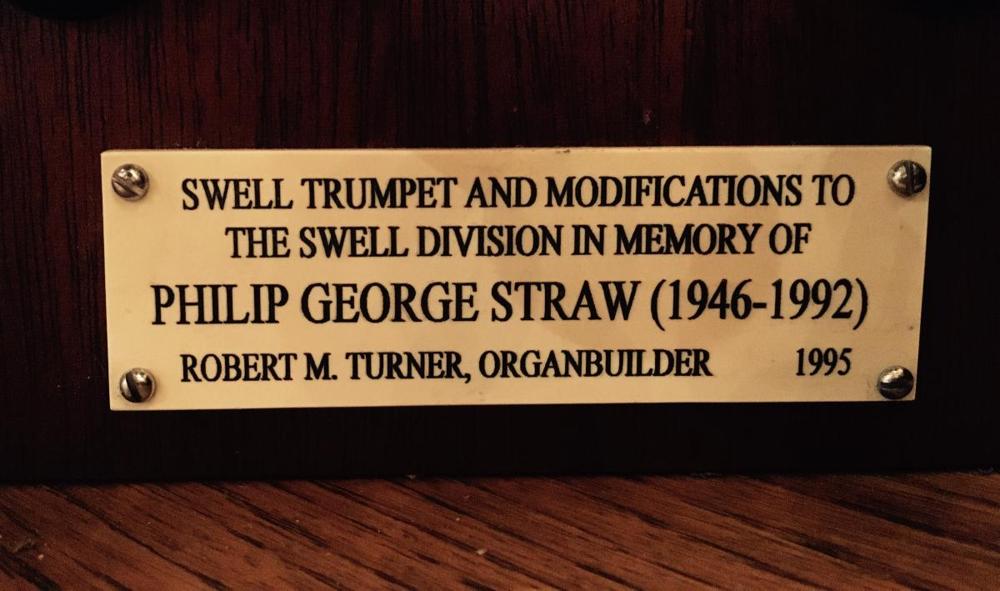 SWELL TRUMPET AND MODIFICATIONS TO
THE SWELL DIVISION IN MEMORY OF
PHILIP GEORGE STRAW (1946-1992)
ROBERT M. TURNER, ORGANBUILDER 1995